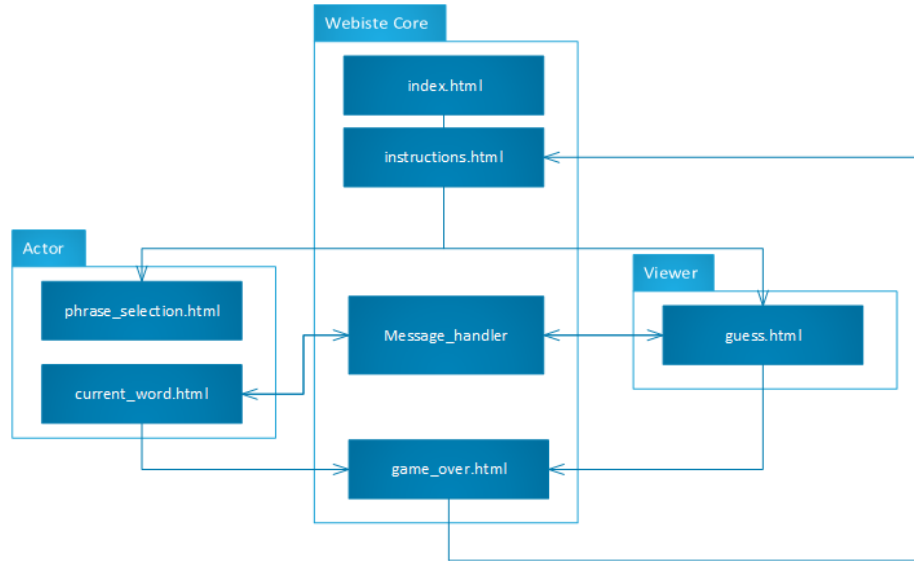 Webiste Core
index.html
instructions.html
Actor
phrase_selection.html
current_word.html
Message_handler
game_over.html
Viewer
guess.html